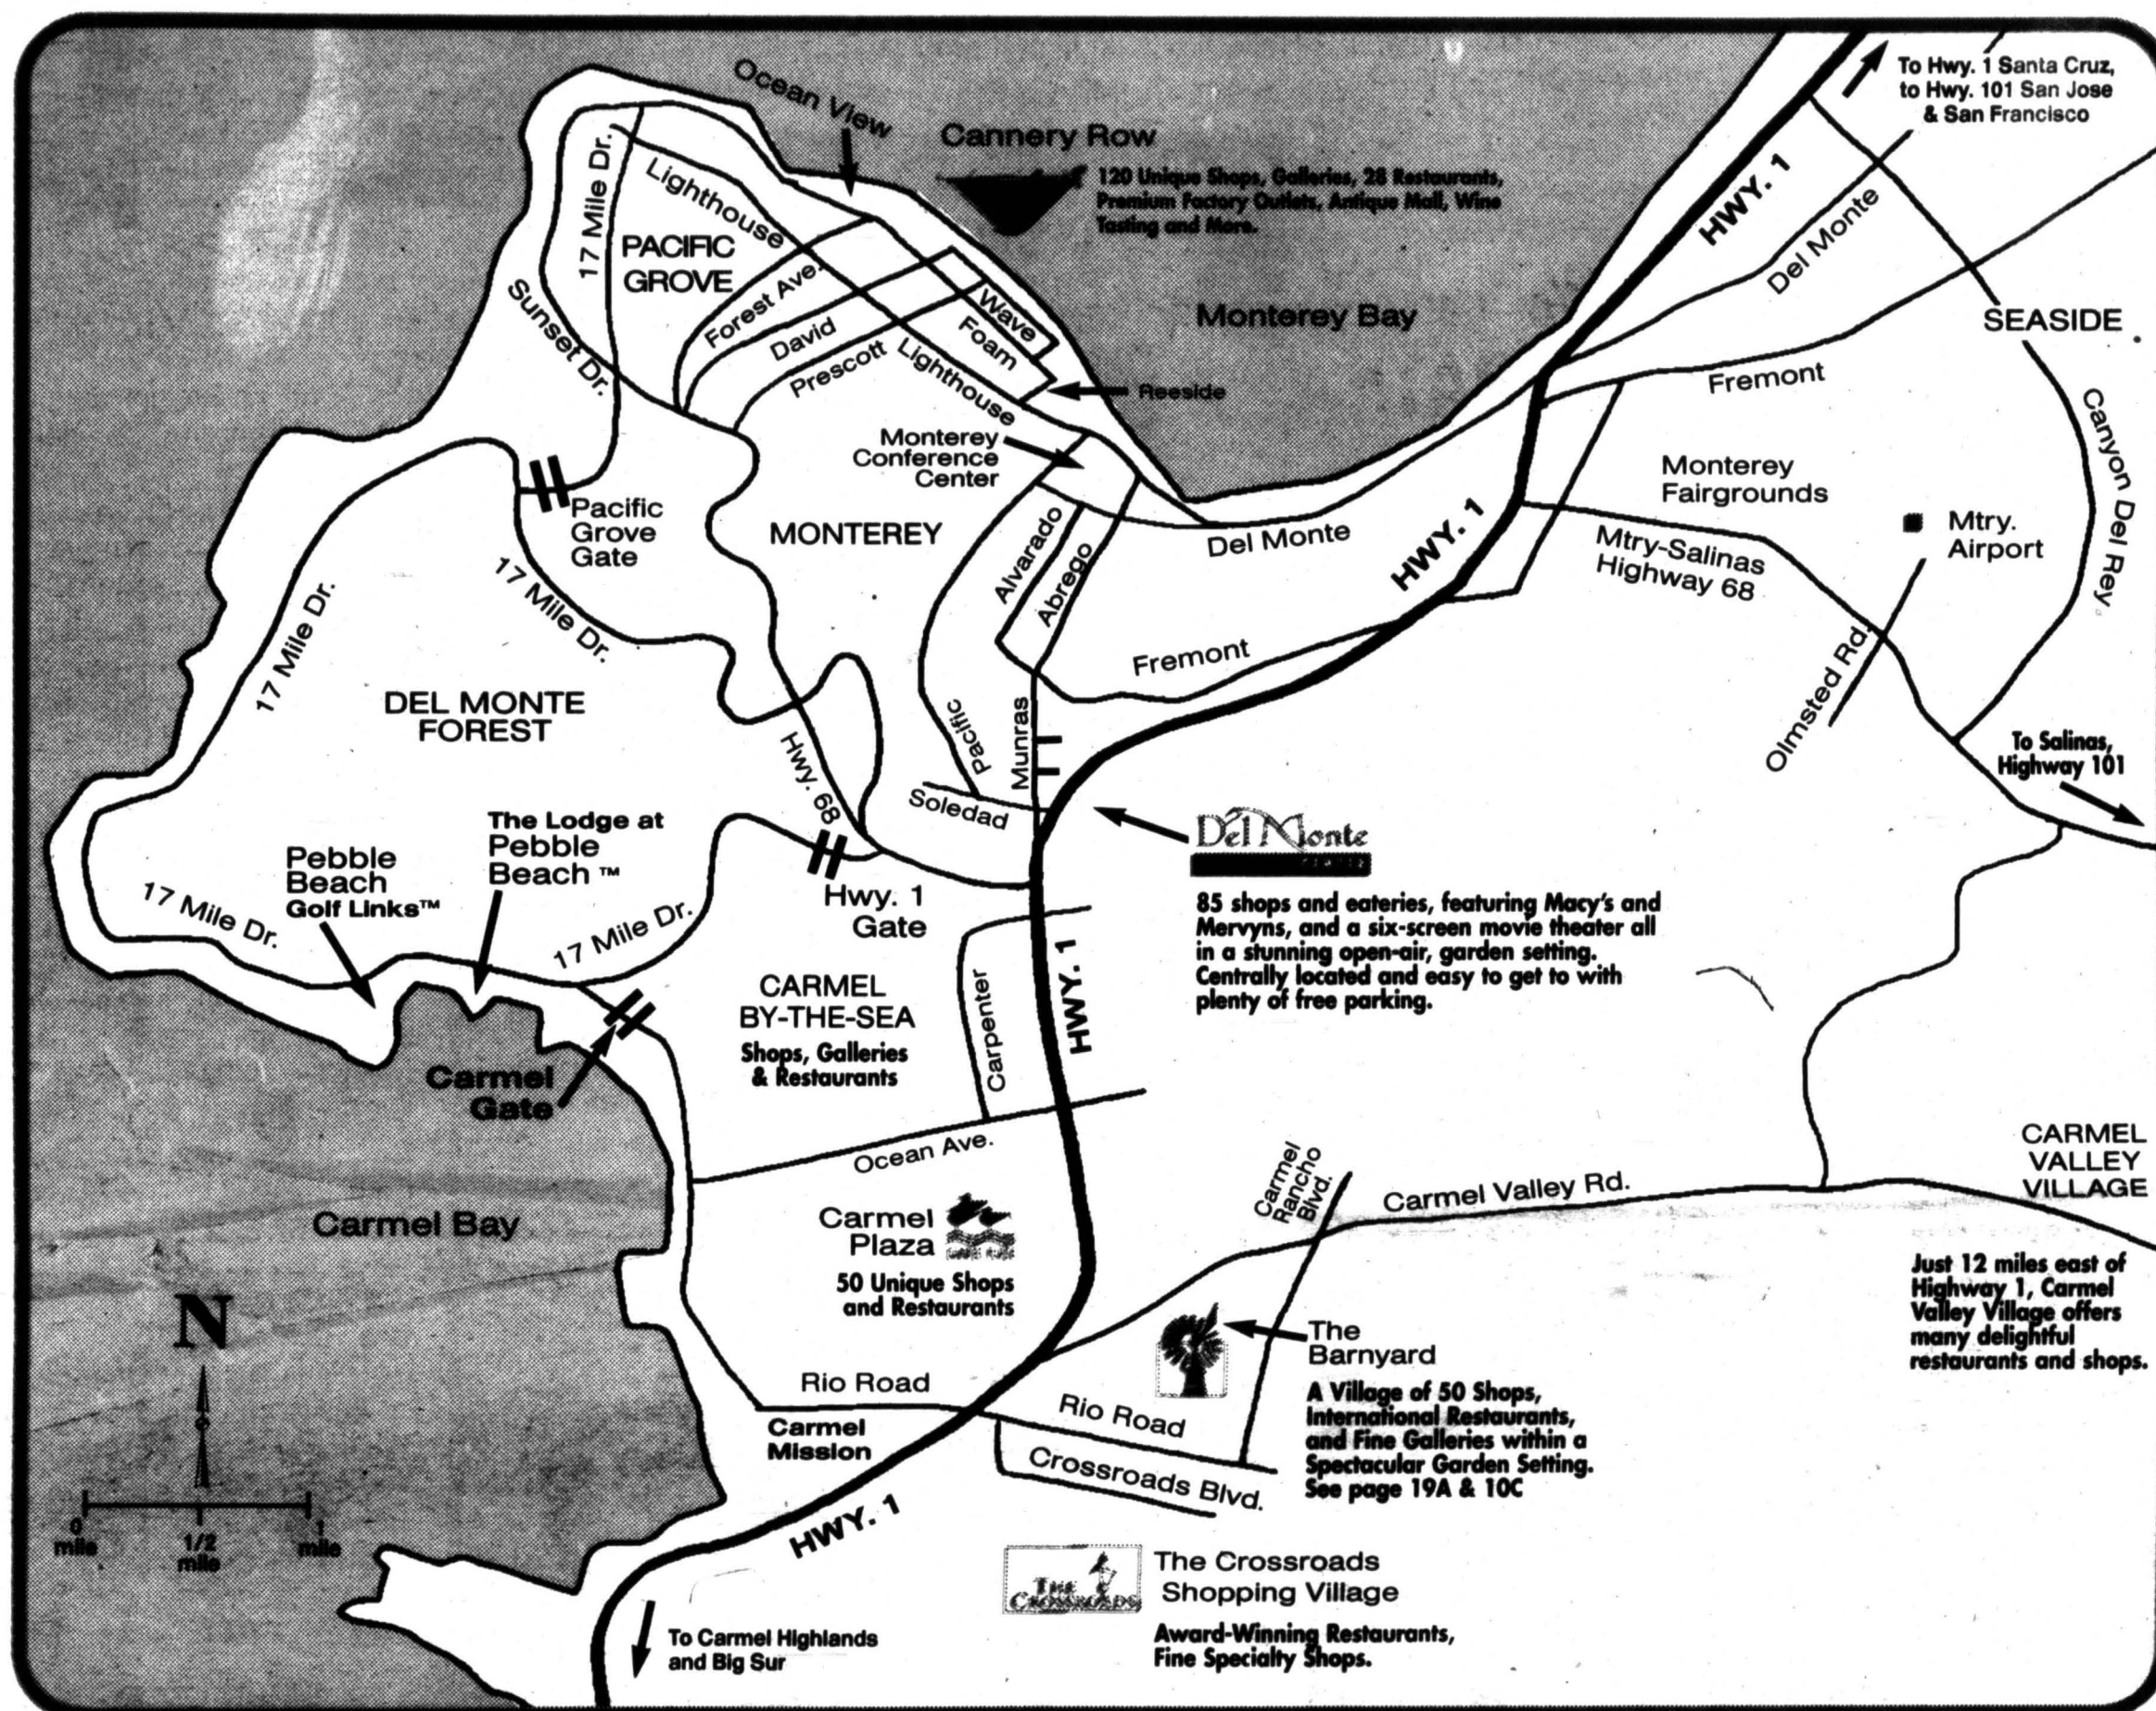 To Hwy. 1 Santa Cruz,
to Hwy. 101 San Jose
& San Francisco
Ocean View
Cannery Row
120 Unique Shops, Galleries, 28 Restaurants,
Premium Factory Outlets, Antique Mall, Wine
Tasting and More.
HWY. 1
Del Monte
17 Mile Dr.
Lighthouse
PACIFIC
GROVE
Forest Ave.
David
Prescott
Wave
Foam
Lighthouse
Reeside
Sunset Dr.
Monterey Bay
SEASIDE
Fremont
Canyon Del Rey
Monterey
Conference
Center
Monterey
Fairgrounds
Mtry.
Airport
Pacific
Grove
Gate
MONTEREY
Alvarado
Abrego
Del Monte
HWY. 1
Mtry-Salinas
Highway 68
17 Mile Dr.
17 Mile Dr.
Fremont
Olmsted Rd.
DEL MONTE
FOREST
Hwy. 68
Pacific
Munras
Soledad
To Salinas,
Highway 101
The Lodge at
Pebble
Beach ™
Pebble
Beach
Golf Links™
Del Monte
17 Mile Dr.
17 Mile Dr.
Hwy. 1
Gate
85 shops and eateries, featuring Macy's and
Mervyns, and a six-screen movie theater all
in a stunning open-air, garden setting.
Centrally located and easy to get to with
plenty of free parking.
CARMEL
BY-THE-SEA
Shops, Galleries
& Restaurants
Carpenter
HWY. 1
Carmel
Gate
Ocean Ave.
Carmel
Rancho
Blvd.
Carmel Valley Rd.
CARMEL
VALLEY
VILLAGE
Carmel Bay
Carmel
Plaza
50 Unique Shops
and Restaurants
Just 12 miles east of
Highway 1, Carmel
Valley Village offers
many delightful
restaurants and shops.
N
The
Barnyard
A Village of 50 Shops,
International Restaurants,
and Fine Galleries within a
Spectacular Garden Setting.
See page 19A & 10C
Rio Road
Rio Road
Carmel
Mission
Crossroads Blvd.
0
mile
1/2
mile
1
mile
HWY. 1
THE
CROSSROADS
The Crossroads
Shopping Village
Award-Winning Restaurants,
Fine Specialty Shops.
To Carmel Highlands
and Big Sur